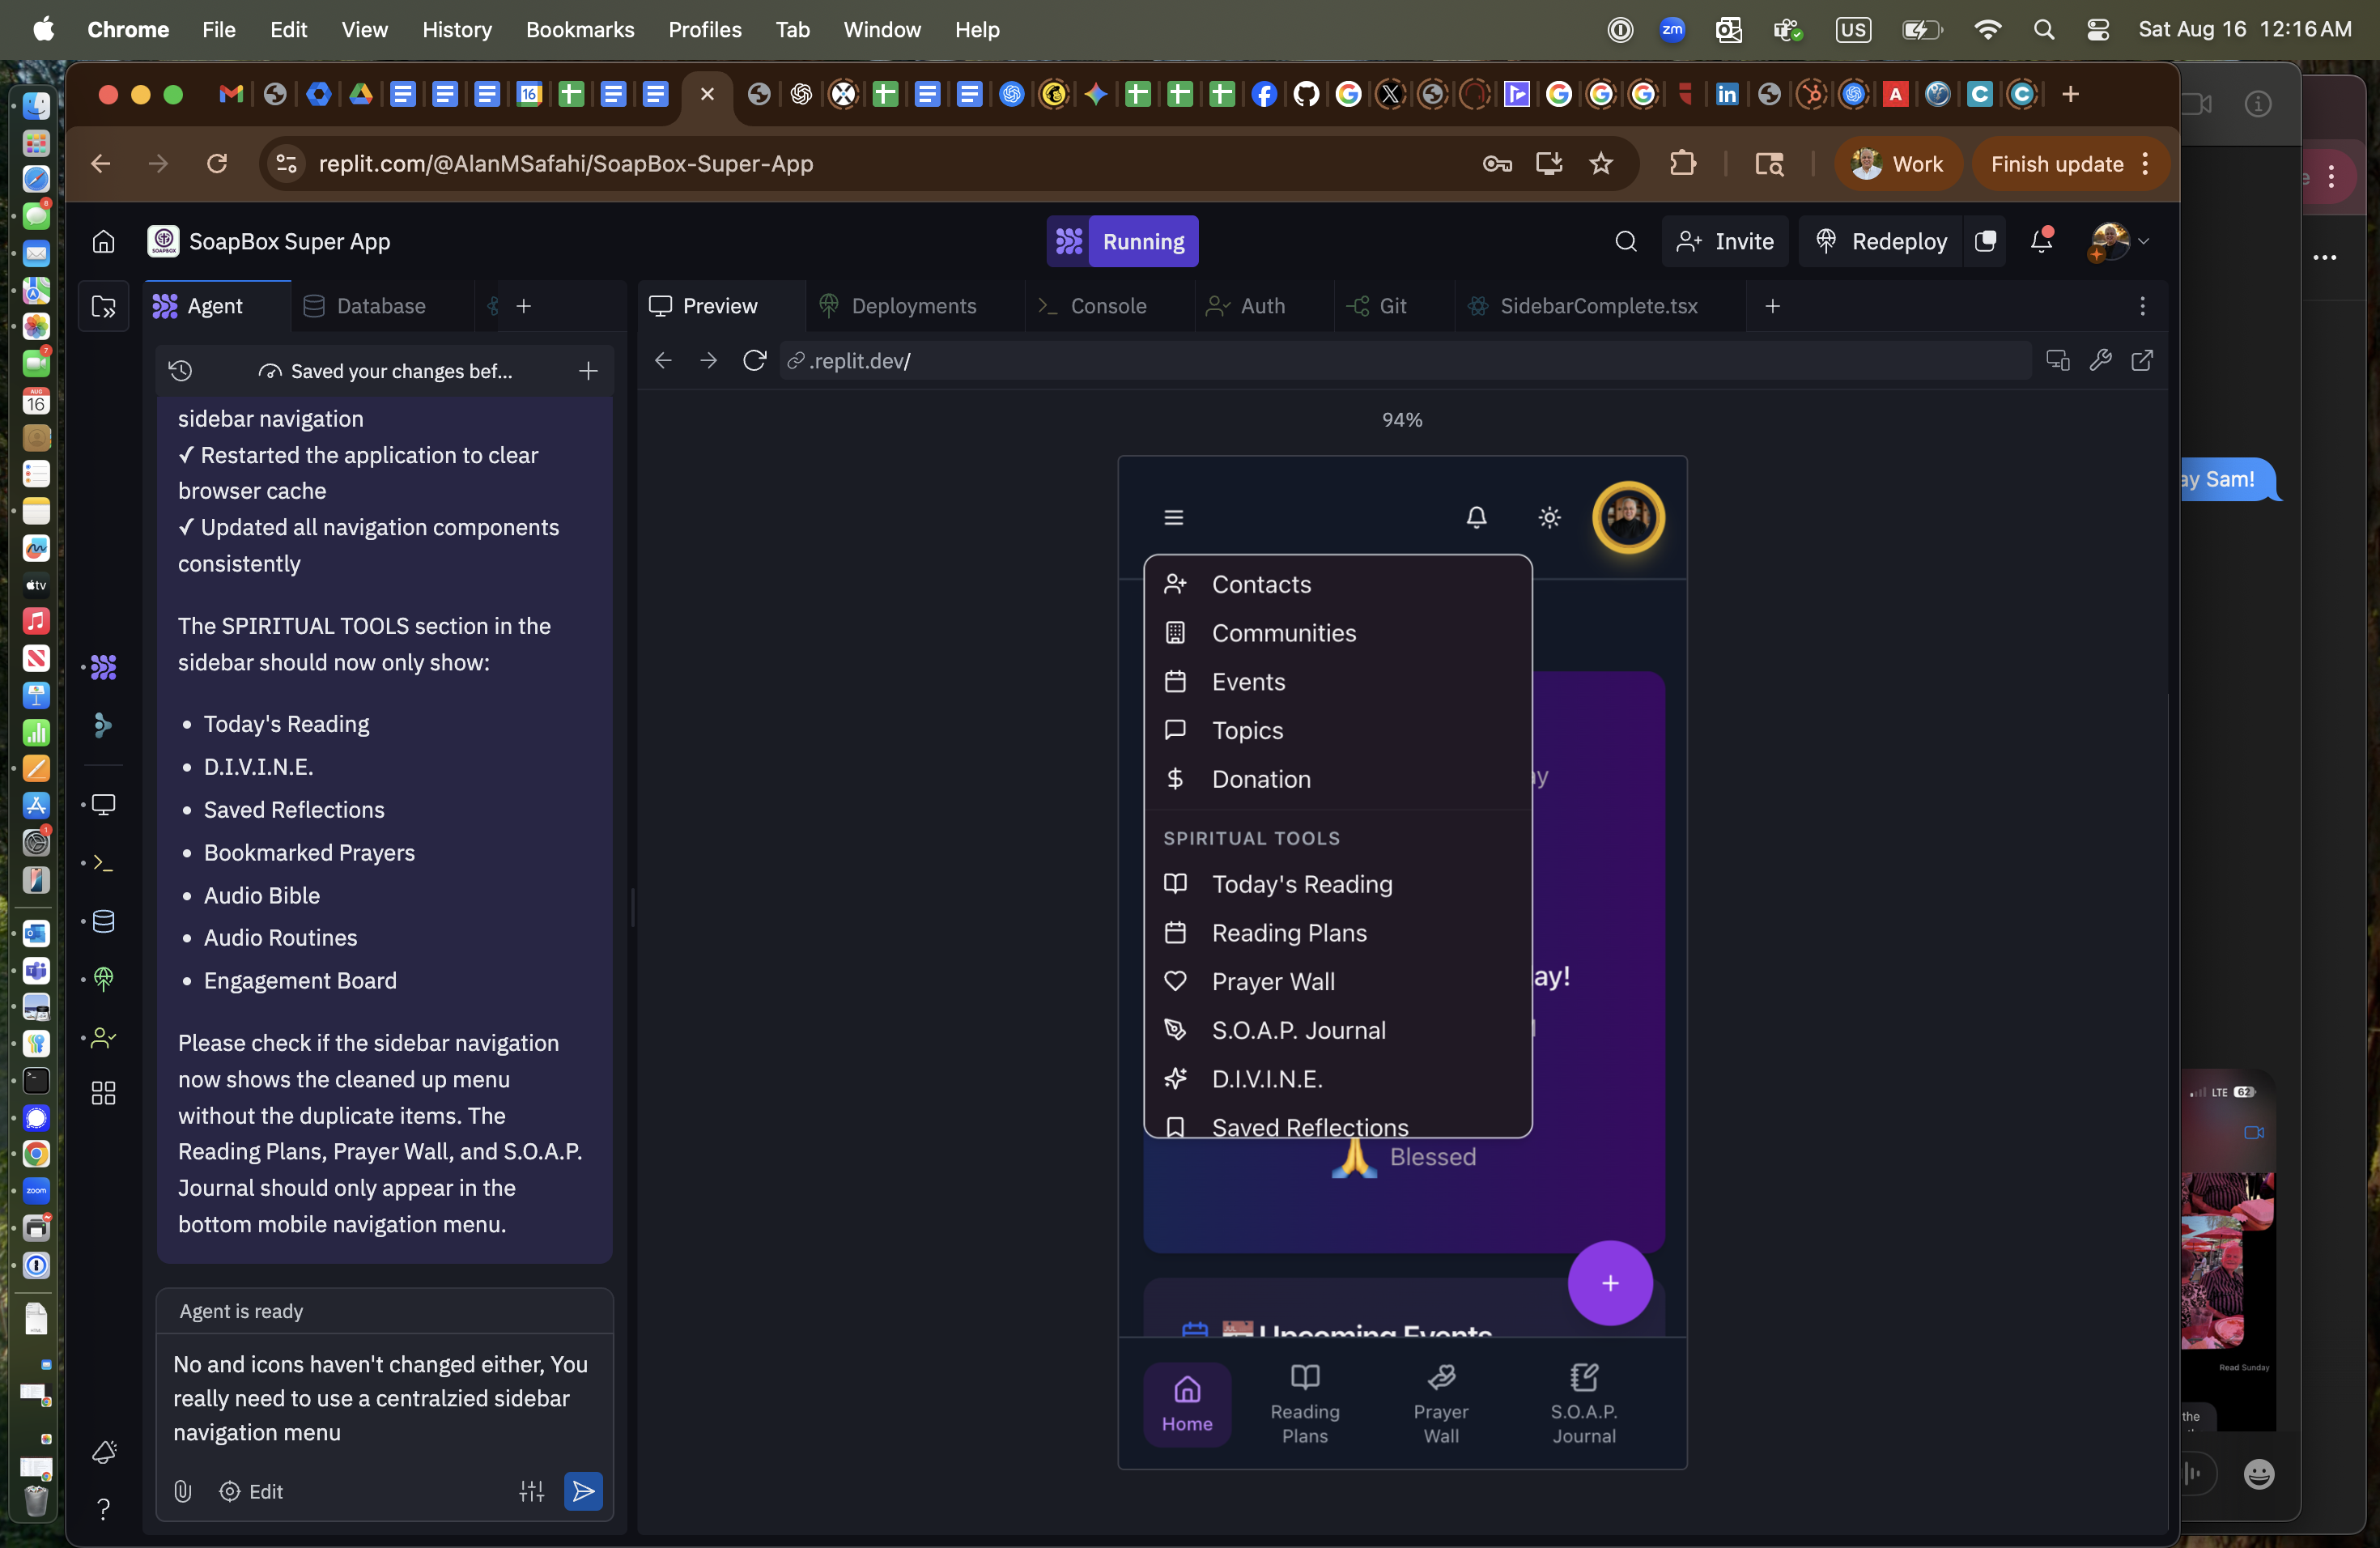 Chrome File Edit View History Bookmarks Profiles Tab Window Help
zm
US
Sat Aug 16 12:16 AM
replit.com/@AlanMSafahi/SoapBox-Super-App
Work
Finish update
SoapBox Super App
Running
Invite
Redeploy
Agent
Database
Preview
Deployments
Console
Auth
Git
SidebarComplete.tsx
Saved your changes bef...
.replit.dev/
94%
sidebar navigation
✓ Restarted the application to clear
browser cache
✓ Updated all navigation components
consistently
The SPIRITUAL TOOLS section in the
sidebar should now only show:
• Today's Reading
• D.I.V.I.N.E.
• Saved Reflections
• Bookmarked Prayers
• Audio Bible
• Audio Routines
• Engagement Board
Please check if the sidebar navigation
now shows the cleaned up menu
without the duplicate items. The
Reading Plans, Prayer Wall, and S.O.A.P.
Journal should only appear in the
bottom mobile navigation menu.
Agent is ready
No and icons haven't changed either, You
really need to use a centralzied sidebar
navigation menu
Edit
Contacts
Communities
Events
Topics
Donation
SPIRITUAL TOOLS
Today's Reading
Reading Plans
Prayer Wall
S.O.A.P. Journal
D.I.V.I.N.E.
Saved Reflections
ay!
Blessed
Upcoming Events
Home
Reading
Plans
Prayer
Wall
S.O.A.P.
Journal
ay Sam!
LTE 62
Read Sunday
the